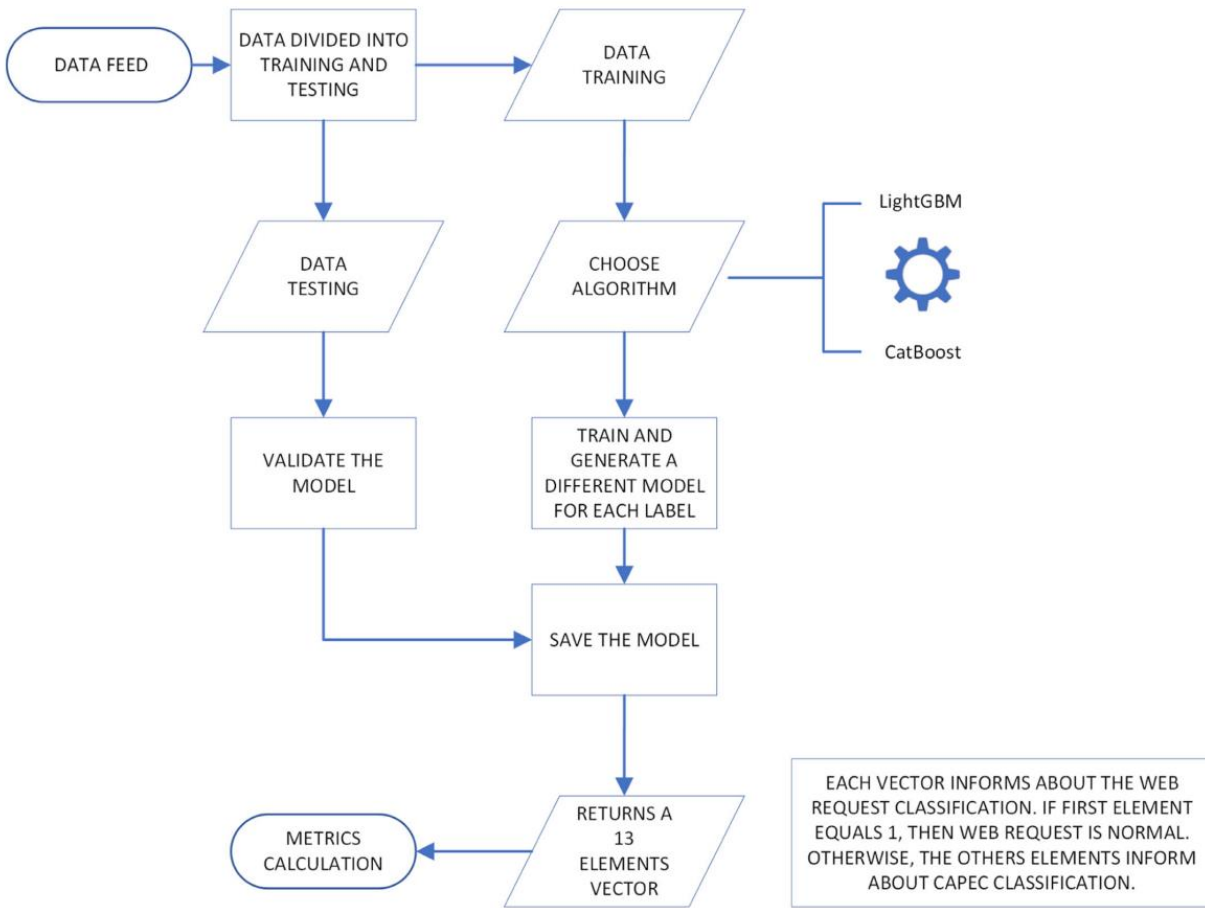 DATA FEED
DATA DIVIDED INTO
TRAINING AND
TESTING
DATA
TRAINING
DATA
TESTING
CHOOSE
ALGORITHM
LightGBM
CatBoost
VALIDATE THE
MODEL
TRAIN AND
GENERATE A
DIFFERENT MODEL
FOR EACH LABEL
SAVE THE MODEL
METRICS
CALCULATION
RETURNS A
13
ELEMENTS
VECTOR
EACH VECTOR INFORMS ABOUT THE WEB
REQUEST CLASSIFICATION. IF FIRST ELEMENT
EQUALS 1, THEN WEB REQUEST IS NORMAL.
OTHERWISE, THE OTHERS ELEMENTS INFORM
ABOUT CAPEC CLASSIFICATION.